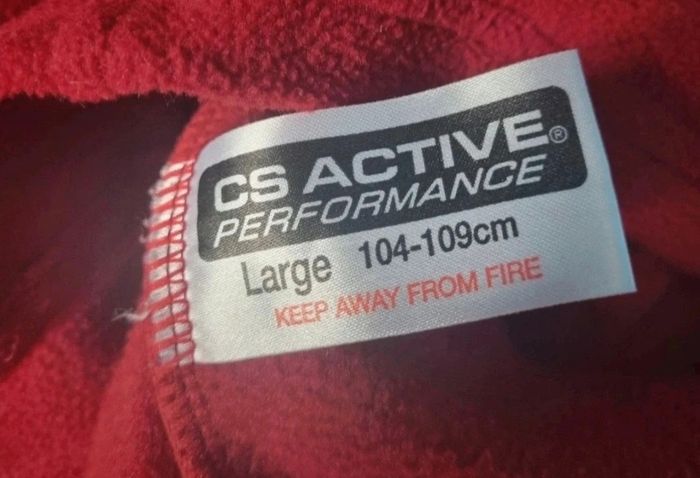 CS ACTIVE®
PERFORMANCE
Large 104-109cm
KEEP AWAY FROM FIRE